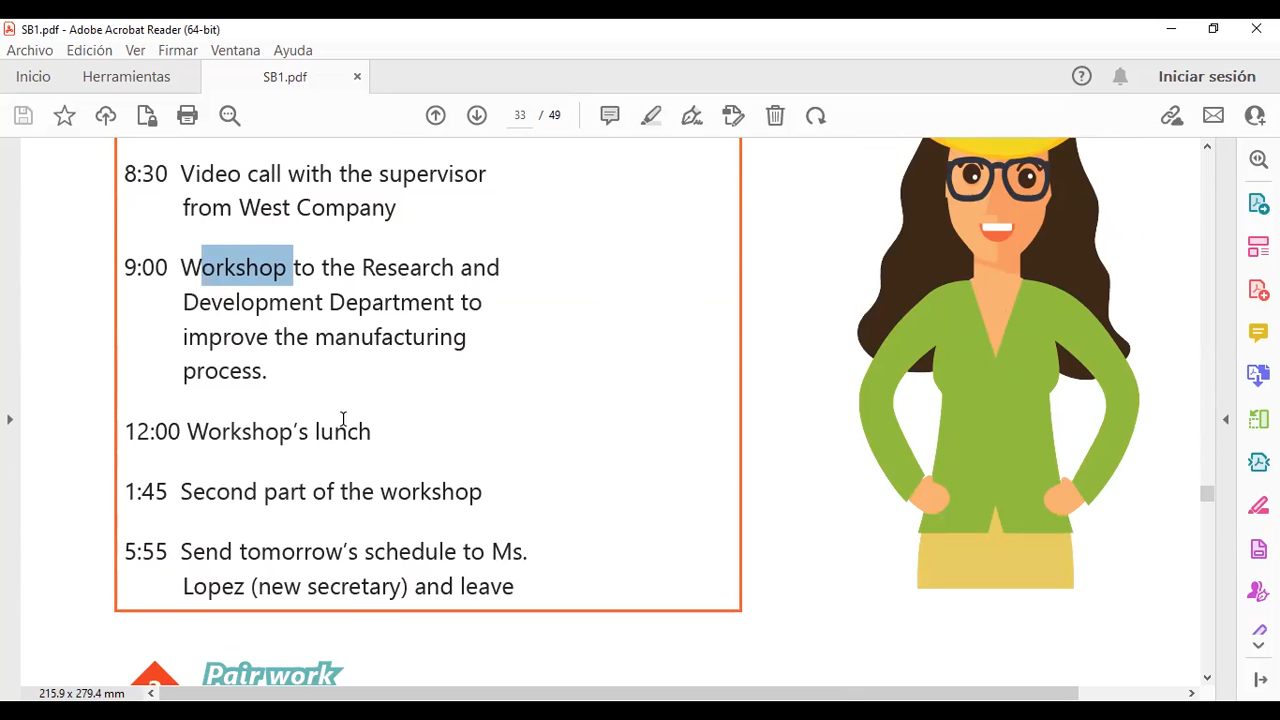 SB1.pdf - Adobe Acrobat Reader (64-bit)
Archivo Edición Ver Firmar Ventana Ayuda
Inicio Herramientas SB1.pdf × Iniciar sesión
33 / 49
8:30 Video call with the supervisor
from West Company
9:00 Workshop to the Research and
Development Department to
improve the manufacturing
process.
12:00 Workshop’s lunch
1:45 Second part of the workshop
5:55 Send tomorrow’s schedule to Ms.
Lopez (new secretary) and leave
Pair work
215.9 x 279.4 mm